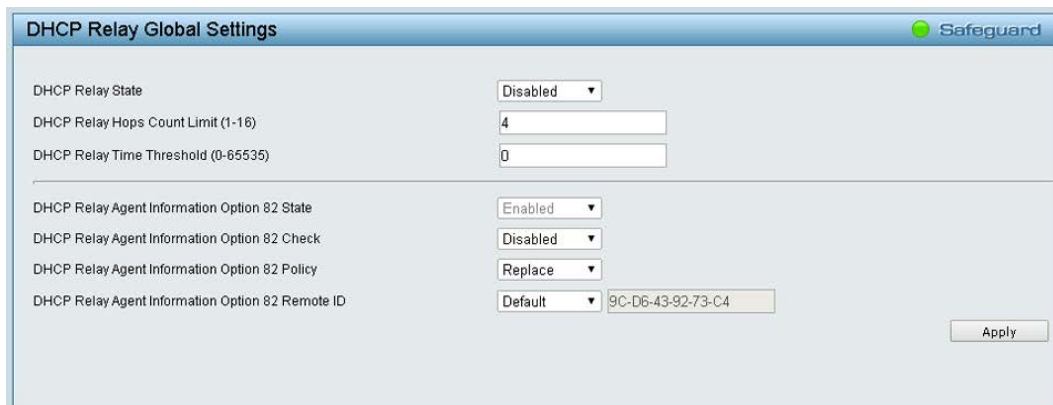 DHCP Relay Global Settings
Safeguard
DHCP Relay State
Disabled
DHCP Relay Hops Count Limit (1-16)
4
DHCP Relay Time Threshold (0-65535)
0
DHCP Relay Agent Information Option 82 State
Enabled
DHCP Relay Agent Information Option 82 Check
Disabled
DHCP Relay Agent Information Option 82 Policy
Replace
DHCP Relay Agent Information Option 82 Remote ID
Default
9C-D6-43-92-73-C4
Apply